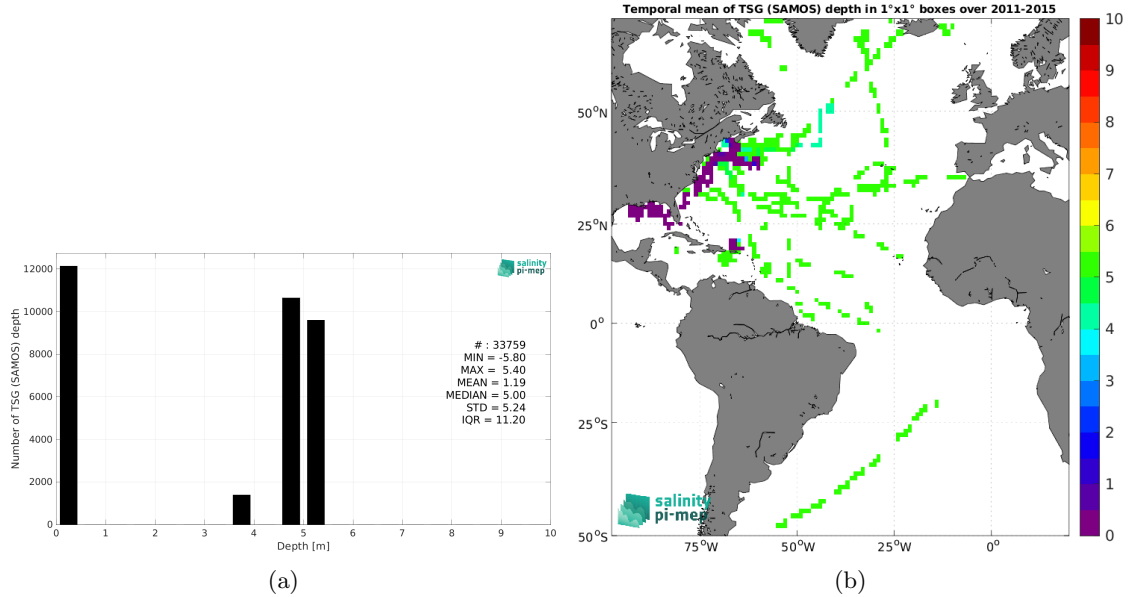 Temporal mean of TSG (SAMOS) depth in 1°x1° boxes over 2011-2015
12000
10000
8000
6000
4000
2000
0
Number of TSG (SAMOS) depth
salinity
pi-mep
# : 33759
MIN = -5.80
MAX = 5.40
MEAN = 1.19
MEDIAN = 5.00
STD = 5.24
IQR = 11.20
0 1 2 3 4 5 6 7 8 9 10
Depth [m]
(a)
50°N
25°N
0°
25°S
50°S
75°W 50°W 25°W 0°
salinity
pi-mep
10
9
8
7
6
5
4
3
2
1
0
(b)